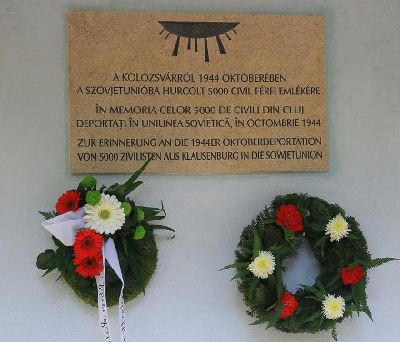 A KOLOZSVÁRRÓL 1944 OKTÓBERÉBEN
A SZOVJETUNIÓBA HURCOLT 5000 CIVIL FÉRFI EMLÉKÉRE
ÎN MEMORIA CELOR 5000 DE CIVILI DIN CLUJ
DEPORTAȚI ÎN UNIUNEA SOVIETICĂ, ÎN OCTOMBRIE 1944
ZUR ERINNERUNG AN DIE 1944ER OKTOBERDEPORTATION
VON 5000 ZIVILISTEN AUS KLAUSENBURG IN DIE SOWJETUNION